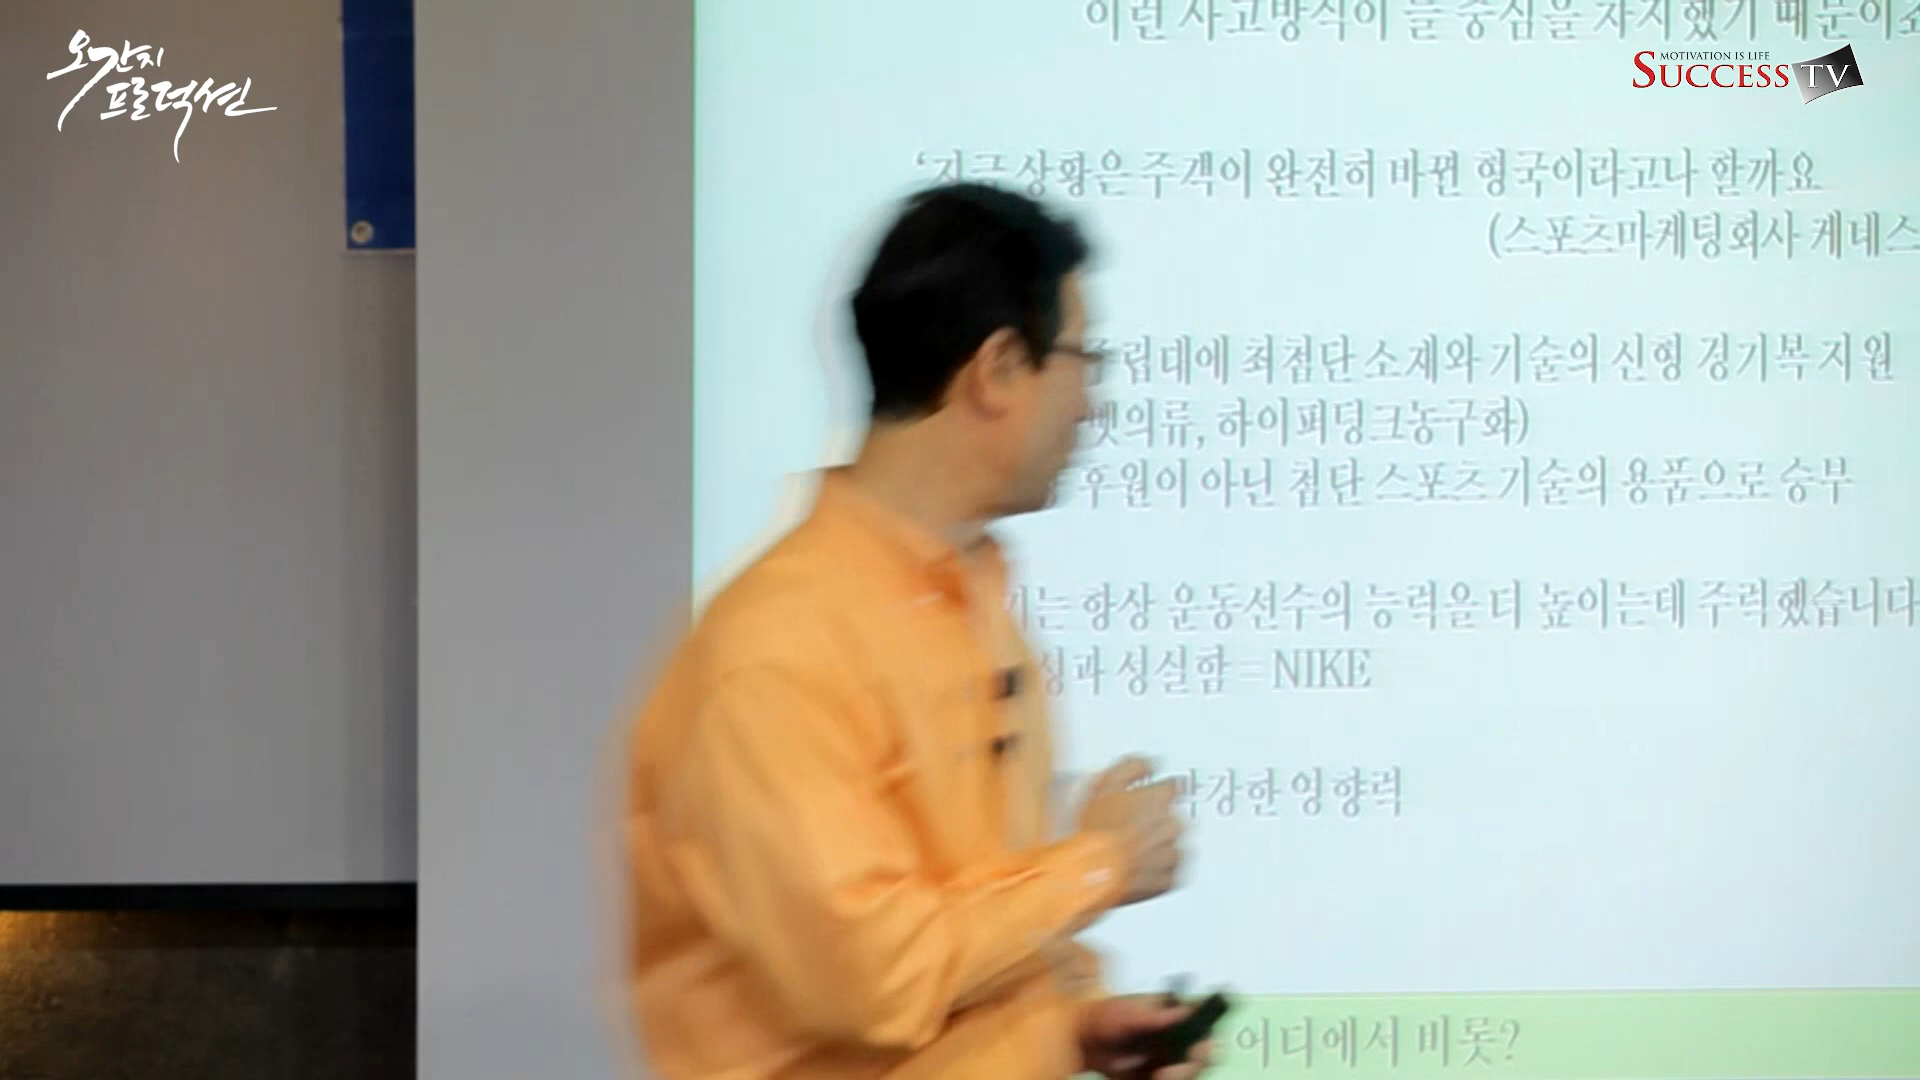 오간지
프로덕션
MOTIVATION IS LIFE
SUCCESS TV
이런 사고방식이 늘 중심을 차지했기 때문이죠
‘지금 상황은 주객이 완전히 바뀐 형국이라고나 할까요
(스포츠마케팅회사 케네스
립대에 최첨단 소재와 기술의 신형 경기복 지원
벳의류, 하이퍼덩크농구화)
후원이 아닌 첨단 스포츠 기술의 용품으로 승부
키는 항상 운동선수의 능력을 더 높이는데 주력했습니다
성과 성실함 = NIKE
막강한 영향력
어디에서 비롯?